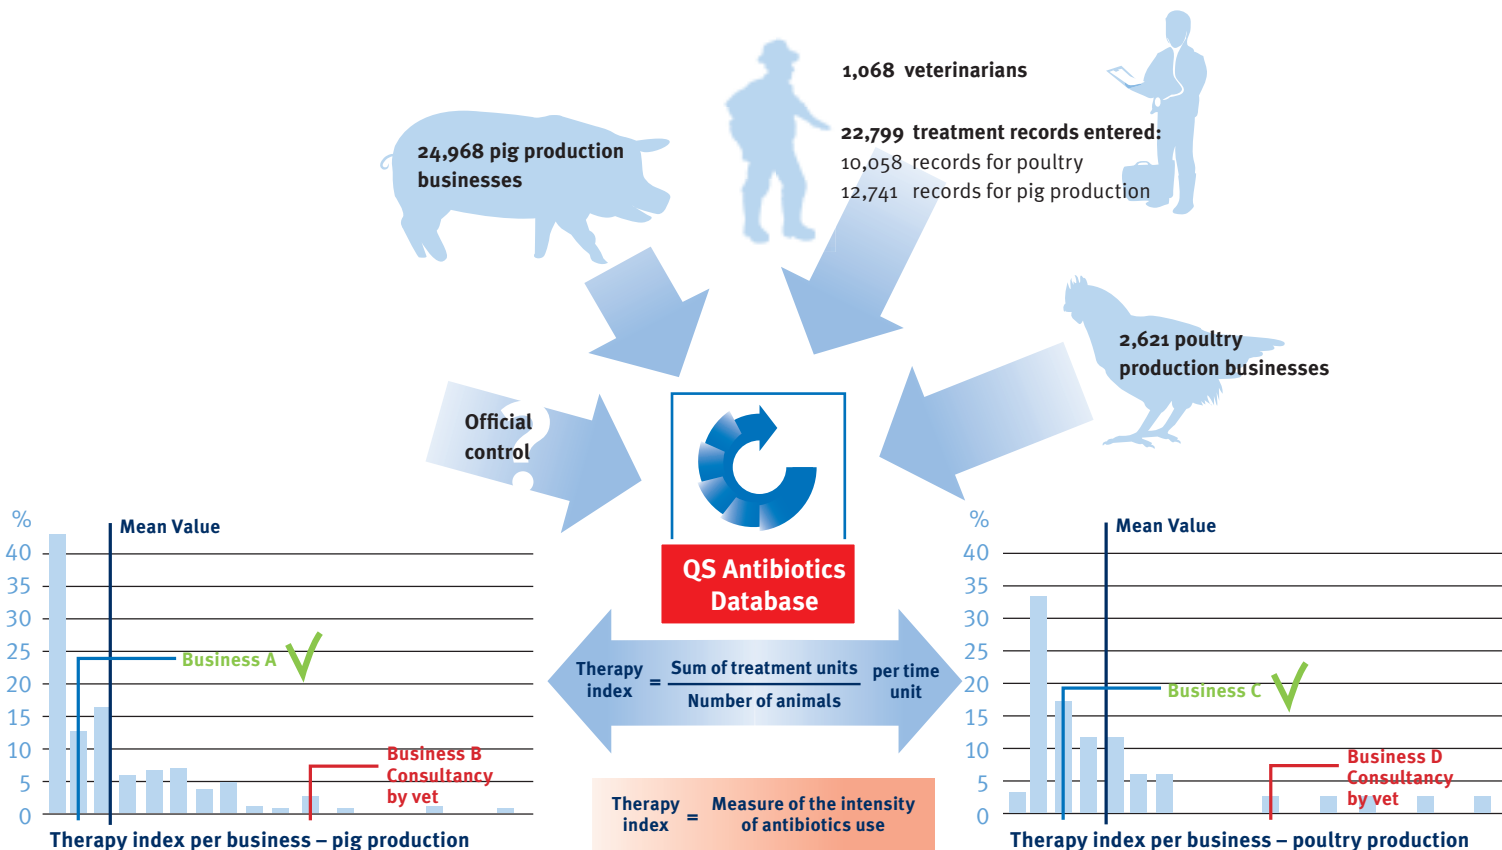 1,068 veterinarians
22,799 treatment records entered:
10,058 records for poultry
12,741 records for pig production
24,968 pig production
businesses
2,621 poultry
production businesses
Official
control
?
QS Antibiotics
Database
%
40
35
30
25
20
15
10
5
0
Mean Value
Business A
Business B
Consultancy
by vet
Therapy index per business – pig production
Therapy
index
=
Sum of treatment units
Number of animals
per time
unit
Therapy
index
=
Measure of the intensity
of antibiotics use
%
40
35
30
25
20
15
10
5
0
Mean Value
Business C
Business D
Consultancy
by vet
Therapy index per business – poultry production